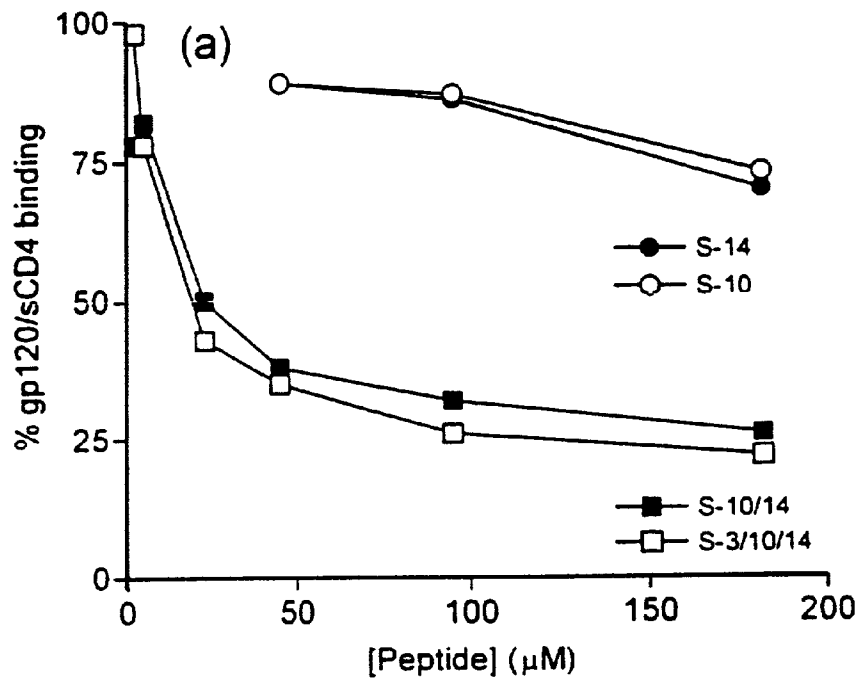 (a)
% gp120/sCD4 binding
100
75
50
25
0
S-14
S-10
S-10/14
S-3/10/14
0 50 100 150 200
[Peptide] (μM)